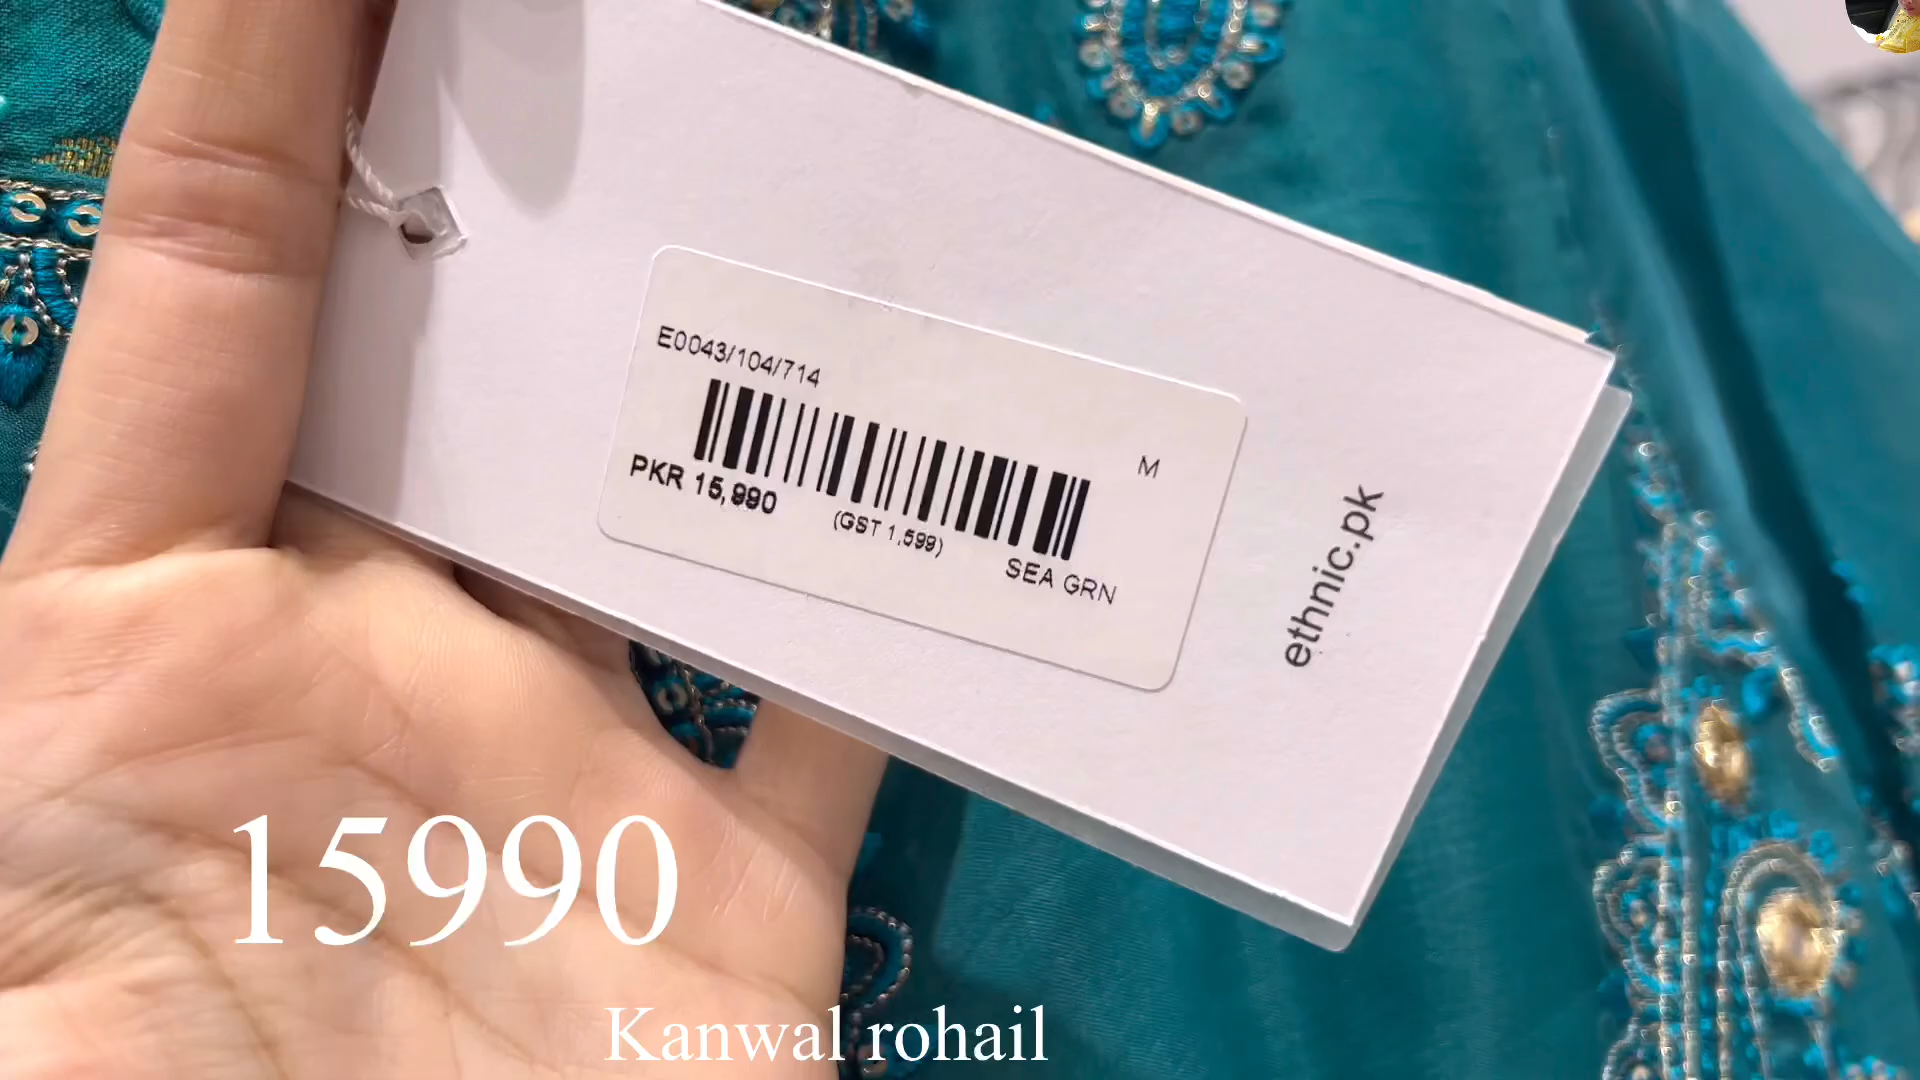 E0043/104/714
M
PKR 15,990
(GST 1,599)
SEA GRN
ethnic.pk
15990
Kanwal rohail